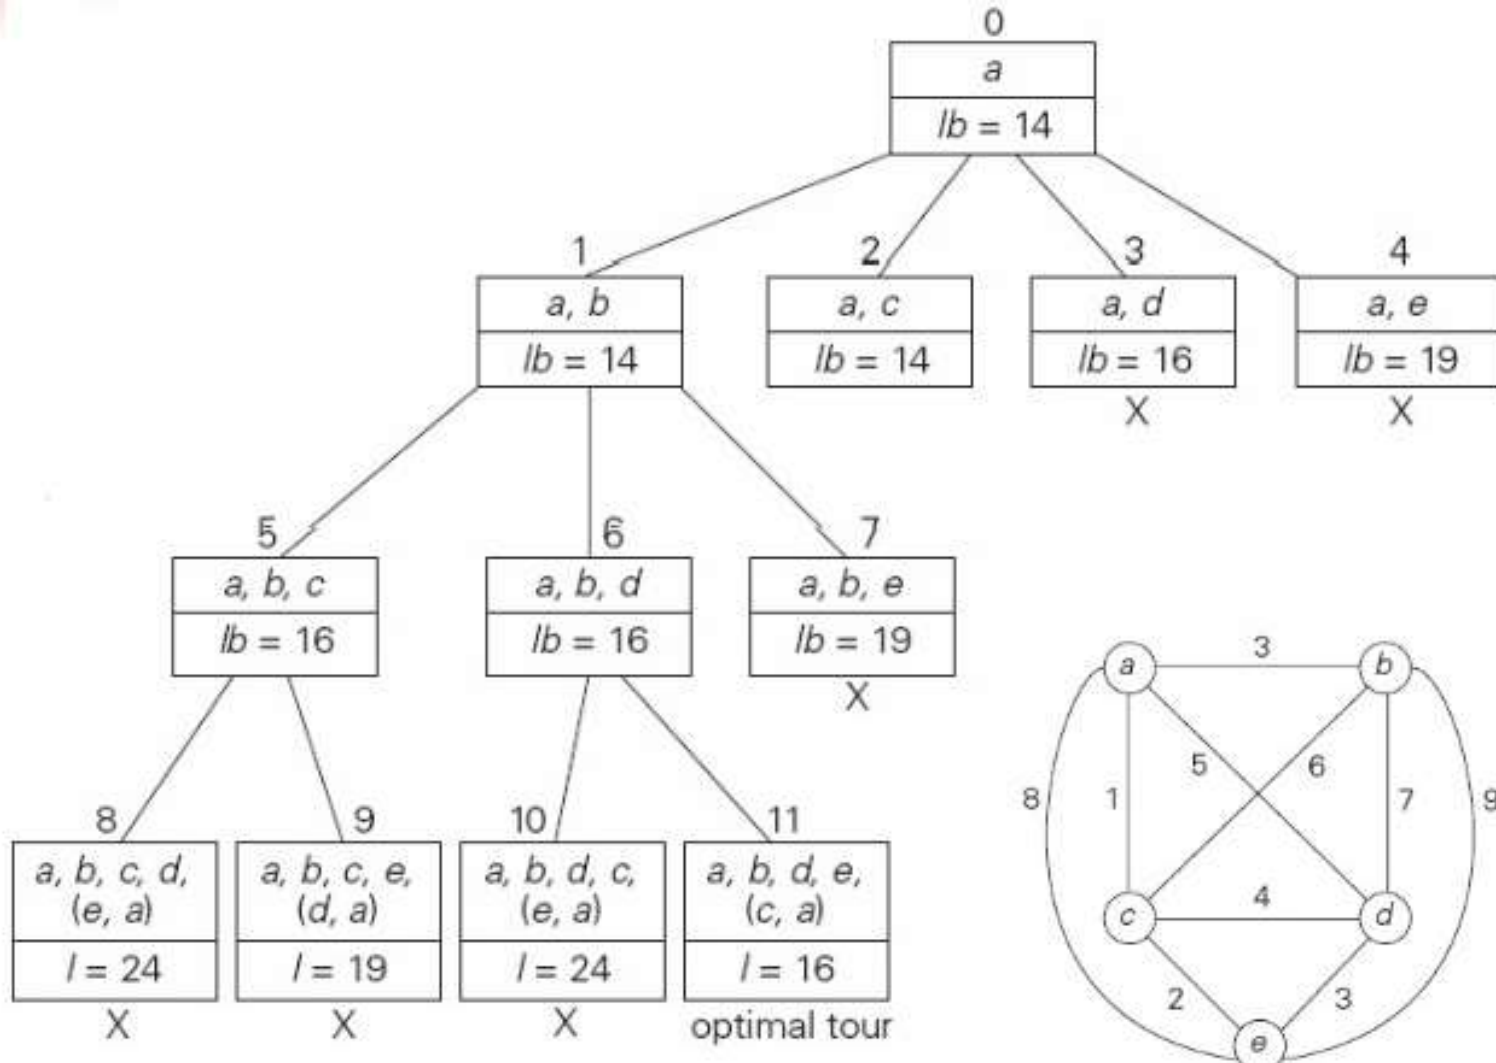 0
a
lb = 14
1 2 3 4
a, b a, c a, d a, e
lb = 14 lb = 14 lb = 16 lb = 19
X X
5 6 7
a, b, c a, b, d a, b, e
lb = 16 lb = 16 lb = 19
X
8 9 10 11
a, b, c, d, a, b, c, e, a, b, d, c, a, b, d, e,
(e, a) (d, a) (e, a) (c, a)
l = 24 l = 19 l = 24 l = 16
X X X optimal tour
a 3 b
5 6
8 1 7 9
c 4 d
2 3
e